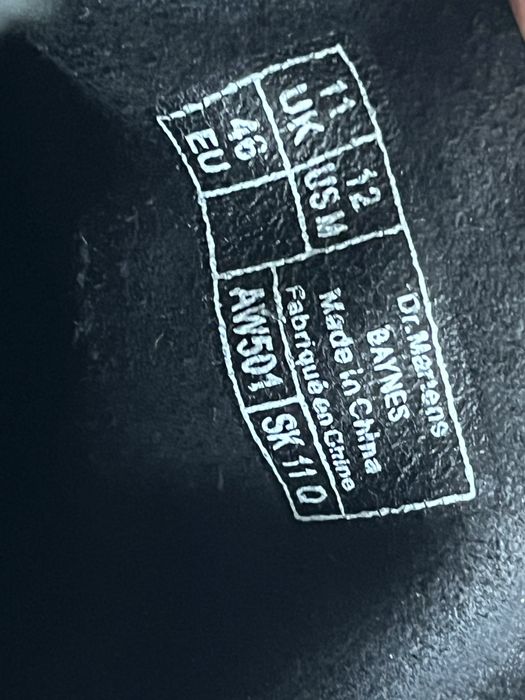 11 12
UK US M
46
EU
Dr.Martens
BAYNES
Made in China
Fabriqué en Chine
AW501 SK 11 Q